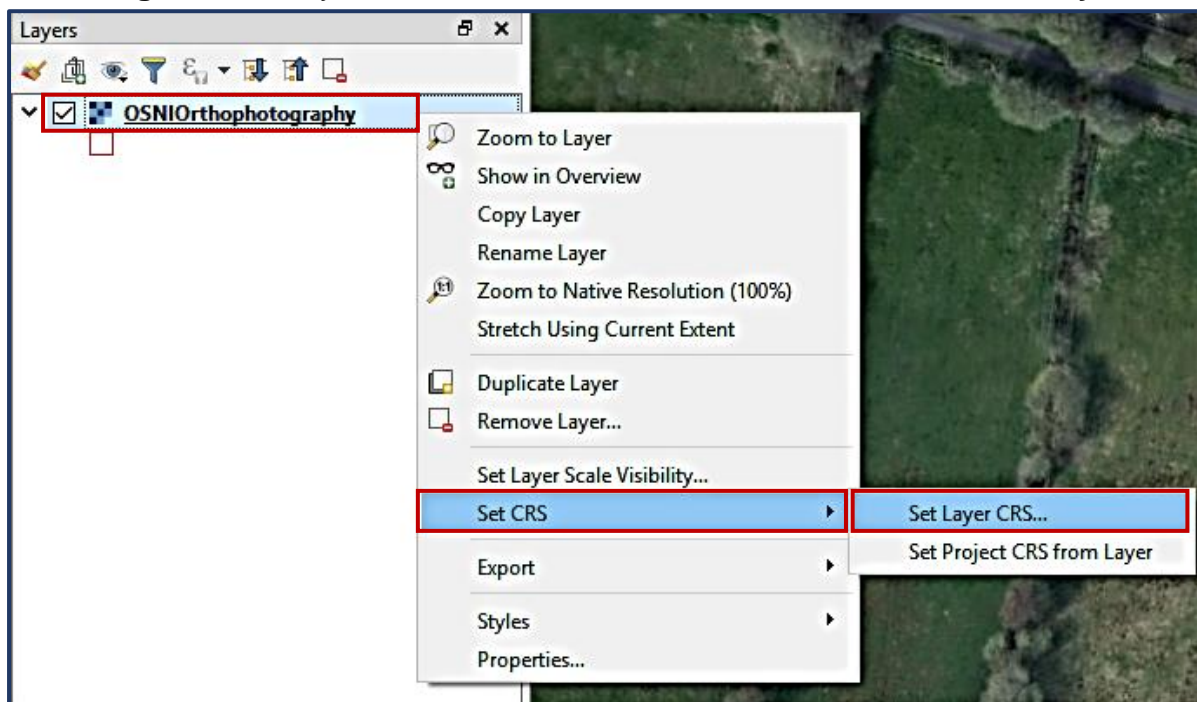 Layers
OSNIOrthophotography
Zoom to Layer
Show in Overview
Copy Layer
Rename Layer
Zoom to Native Resolution (100%)
Stretch Using Current Extent
Duplicate Layer
Remove Layer...
Set Layer Scale Visibility...
Set CRS
Set Layer CRS...
Set Project CRS from Layer
Export
Styles
Properties...